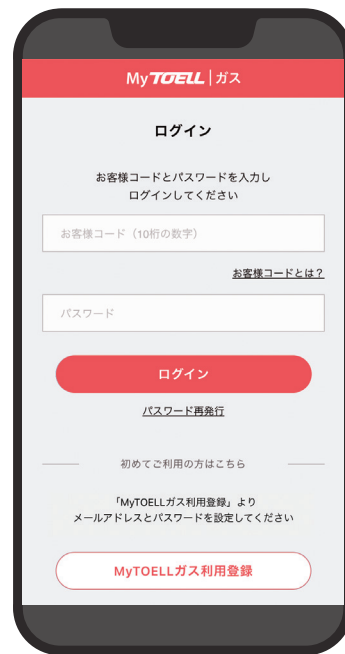 My TOELL | ガス
ログイン
お客様コードとパスワードを入力し
ログインしてください
お客様コード（10桁の数字）
お客様コードとは？
パスワード
ログイン
パスワード再発行
初めてご利用の方はこちら
「MyTOELLガス利用登録」より
メールアドレスとパスワードを設定してください
MyTOELLガス利用登録